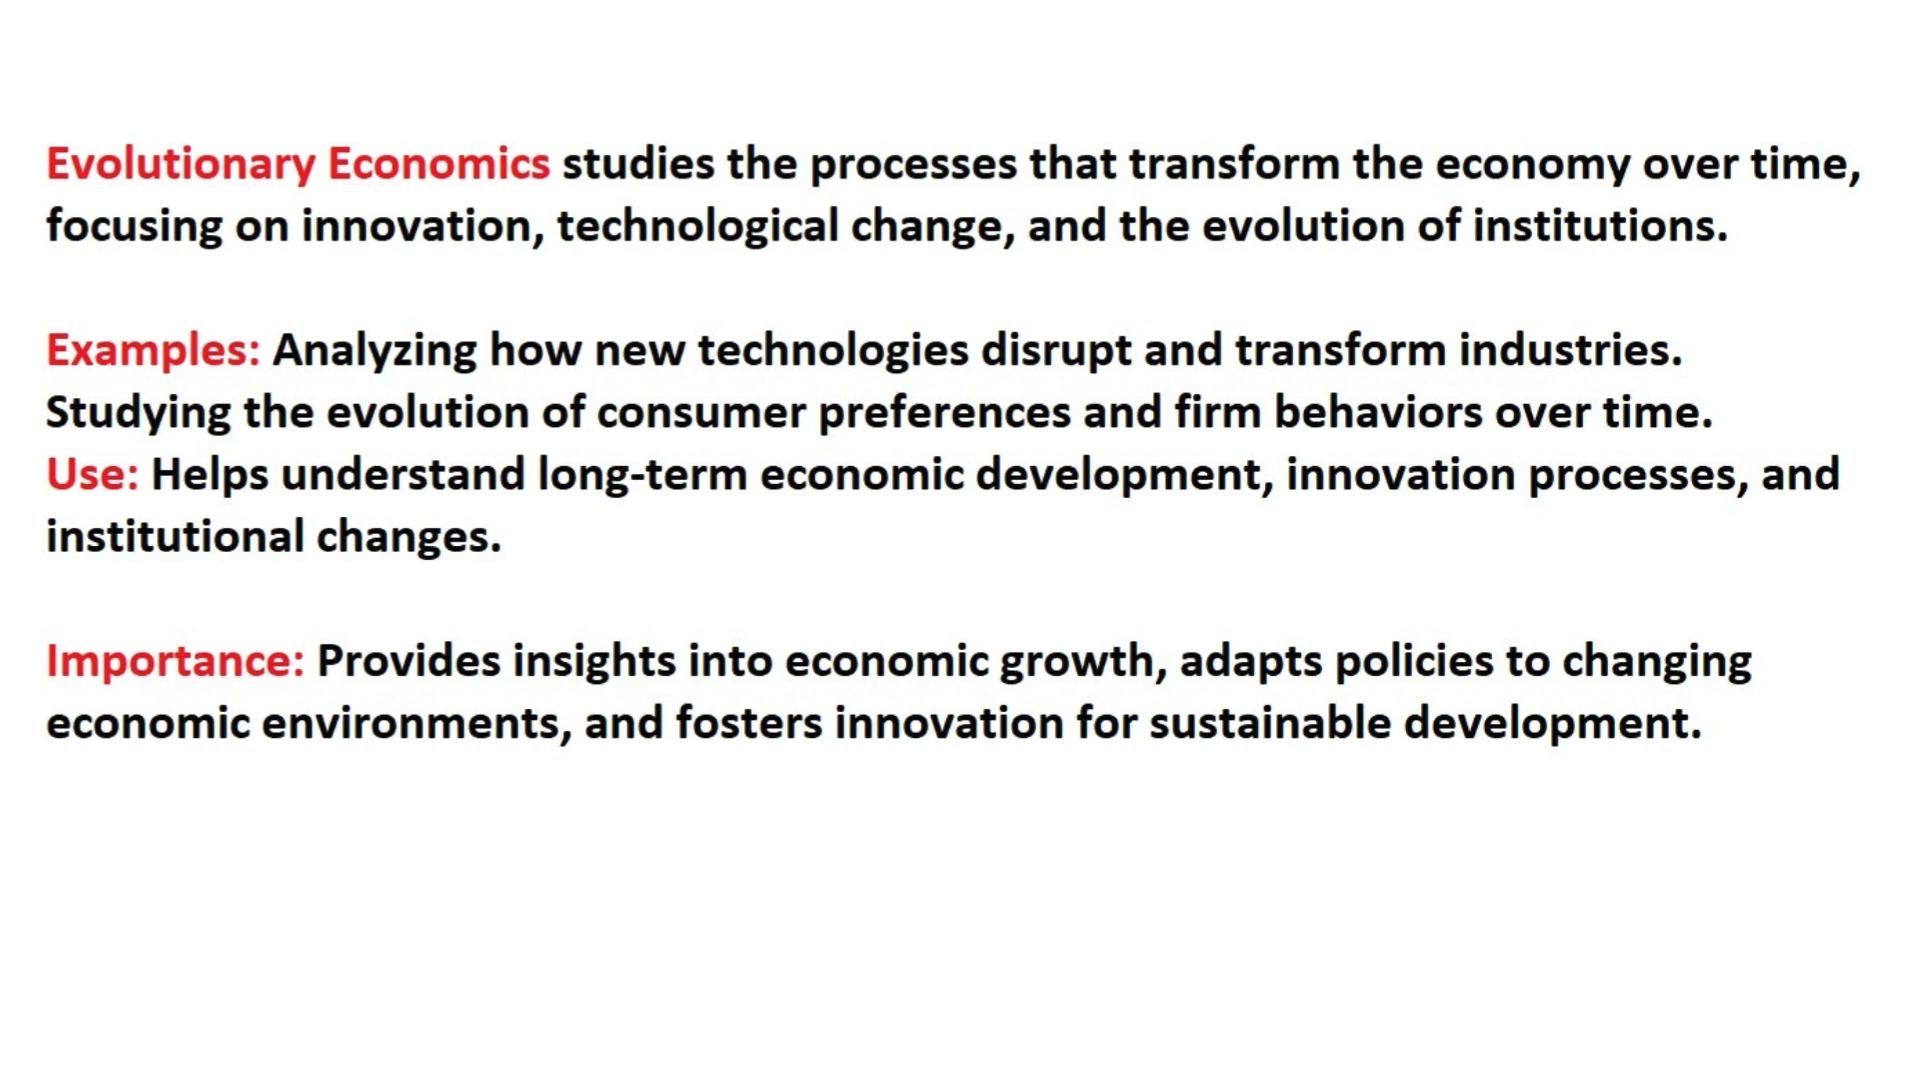 Evolutionary Economics studies the processes that transform the economy over time,
focusing on innovation, technological change, and the evolution of institutions.
Examples: Analyzing how new technologies disrupt and transform industries.
Studying the evolution of consumer preferences and firm behaviors over time.
Use: Helps understand long-term economic development, innovation processes, and
institutional changes.
Importance: Provides insights into economic growth, adapts policies to changing
economic environments, and fosters innovation for sustainable development.